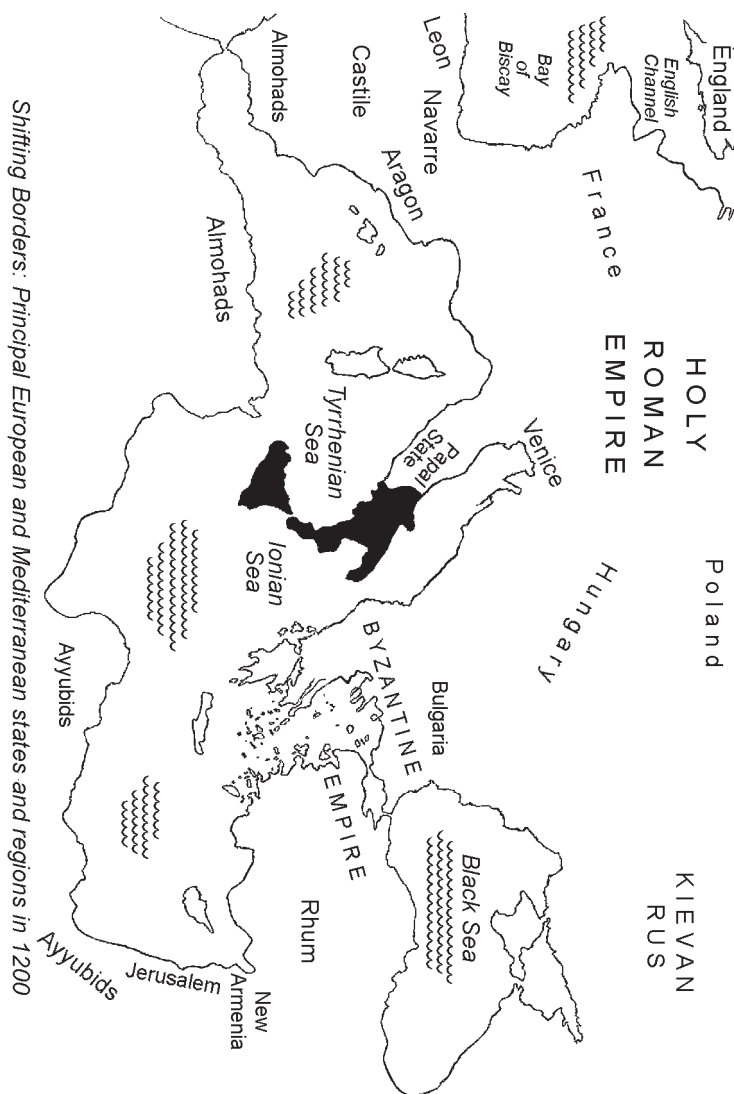 England
English
Channel
Bay
of
Biscay
France
HOLY
ROMAN
EMPIRE
Poland
KIEVAN
RUS
Leon
Navarre
Castile
Aragon
Almohads
Almohads
Venice
Papal
State
Tyrrhenian
Sea
Ionian
Sea
Hungary
BYZANTINE
EMPIRE
Bulgaria
Black Sea
Rhum
New
Armenia
Jerusalem
Ayyubids
Ayyubids
Shifting Borders: Principal European and Mediterranean states and regions in 1200